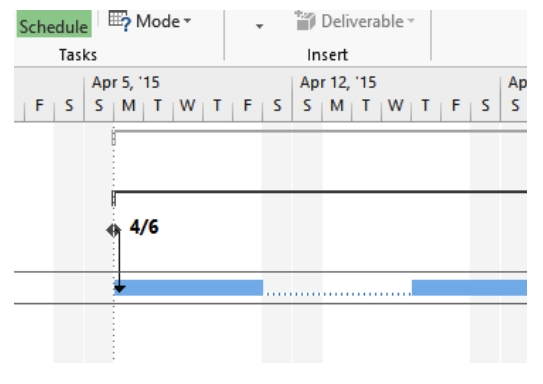 Schedule
Mode
Deliverable
Tasks
Insert
Apr 5, '15
Apr 12, '15
Ap
F S S M T W T F S S M T W T F S S
4/6